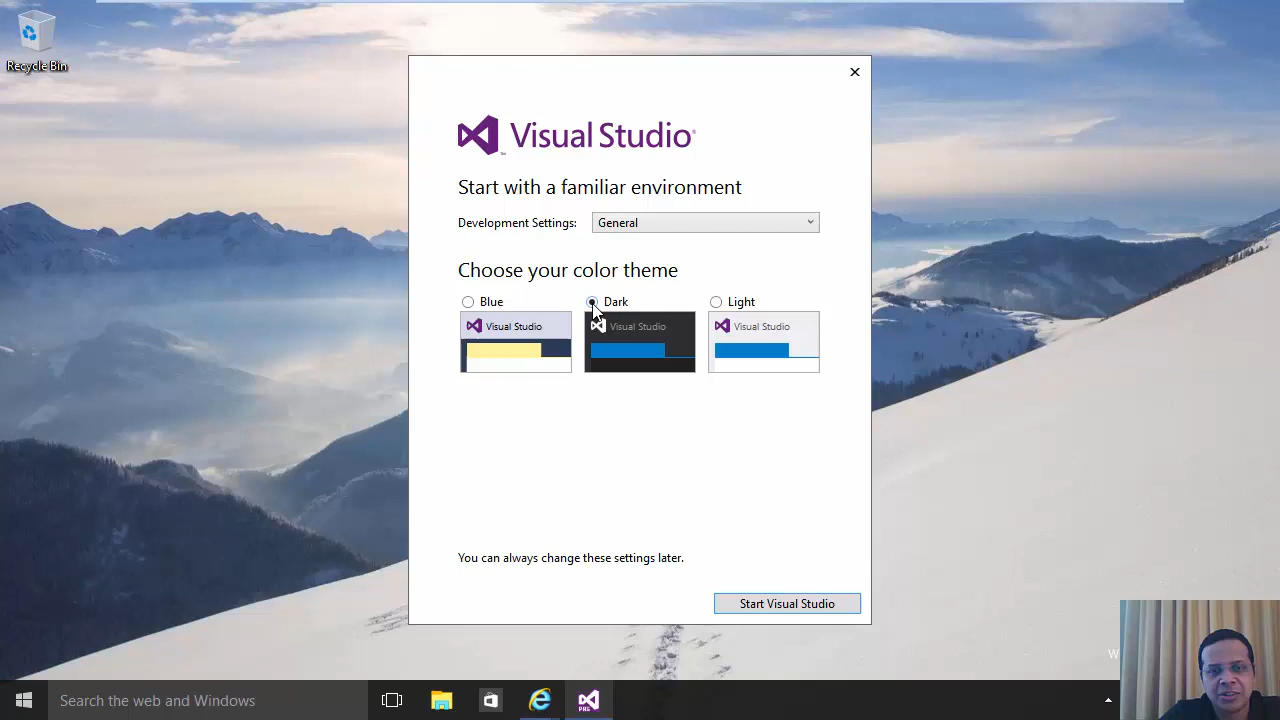 Recycle Bin
Visual Studio
Start with a familiar environment
Development Settings: General
Choose your color theme
Blue Dark Light
Visual Studio Visual Studio Visual Studio
You can always change these settings later.
Start Visual Studio
W
Search the web and Windows
PRE